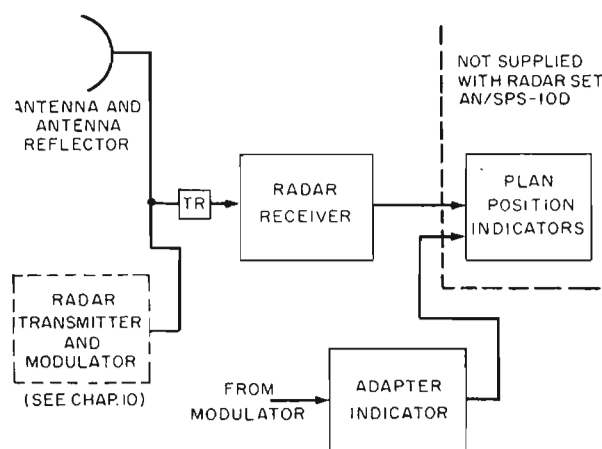 NOT SUPPLIED
WITH RADAR SET
AN/SPS-10D
ANTENNA AND
ANTENNA
REFLECTOR
TR
RADAR
RECEIVER
PLAN
POSITION
INDICATORS
RADAR
TRANSMITTER
AND
MODULATOR
(SEE CHAP. 10)
FROM
MODULATOR
ADAPTER
INDICATOR